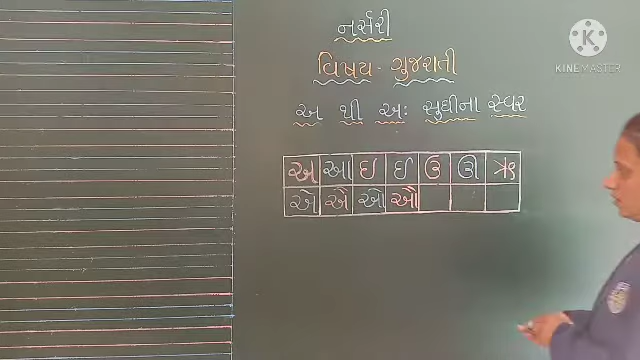 નર્સરી
વિષય - ગુજરાતી
અ થી અઃ સુધીના સ્વર
અ આ ઇ ઈ ઉ ઊ ઋ
એ ઐ ઓ ઔ
KINEMASTER